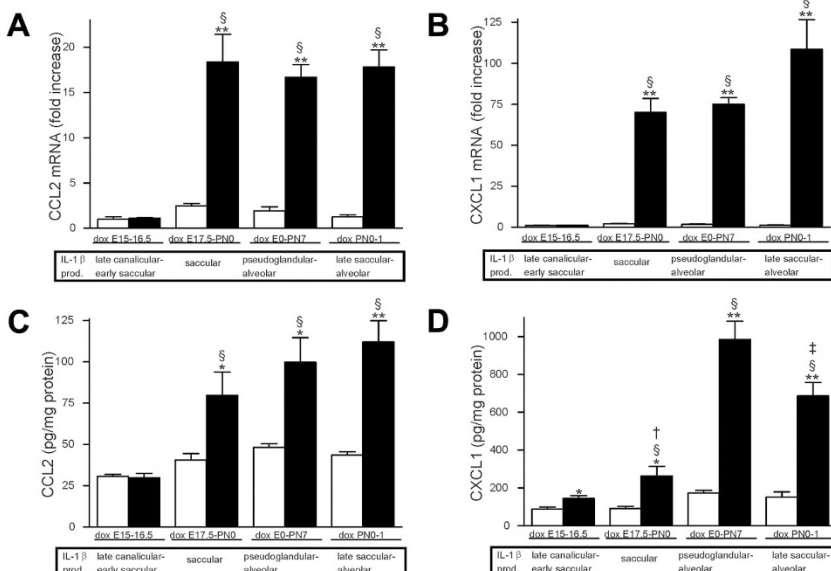 A
CCL2 mRNA (fold increase)
20
15
10
5
0
§
**
§
**
§
**
dox E15-16.5 dox E17.5-PN0 dox E0-PN7 dox PN0-1
IL-1 β late canalicular- saccular pseudoglandular- late saccular-
prod. early saccular alveolar alveolar
B
CXCL1 mRNA (fold increase)
125
100
75
50
25
0
§
**
§
**
§
**
dox E15-16.5 dox E17.5-PN0 dox E0-PN7 dox PN0-1
IL-1 β late canalicular- saccular pseudoglandular- late saccular-
prod. early saccular alveolar alveolar
C
CCL2 (pg/mg protein)
125
100
75
50
25
0
§
*
§
*
§
**
dox E15-16.5 dox E17.5-PN0 dox E0-PN7 dox PN0-1
IL-1 β late canalicular- saccular pseudoglandular- late saccular-
prod. early saccular alveolar alveolar
D
CXCL1 (pg/mg protein)
1000
800
600
400
200
0
*
†
§
*
§
**
‡
§
**
dox E15-16.5 dox E17.5-PN0 dox E0-PN7 dox PN0-1
IL-1 β late canalicular- saccular pseudoglandular- late saccular-
prod. early saccular alveolar alveolar